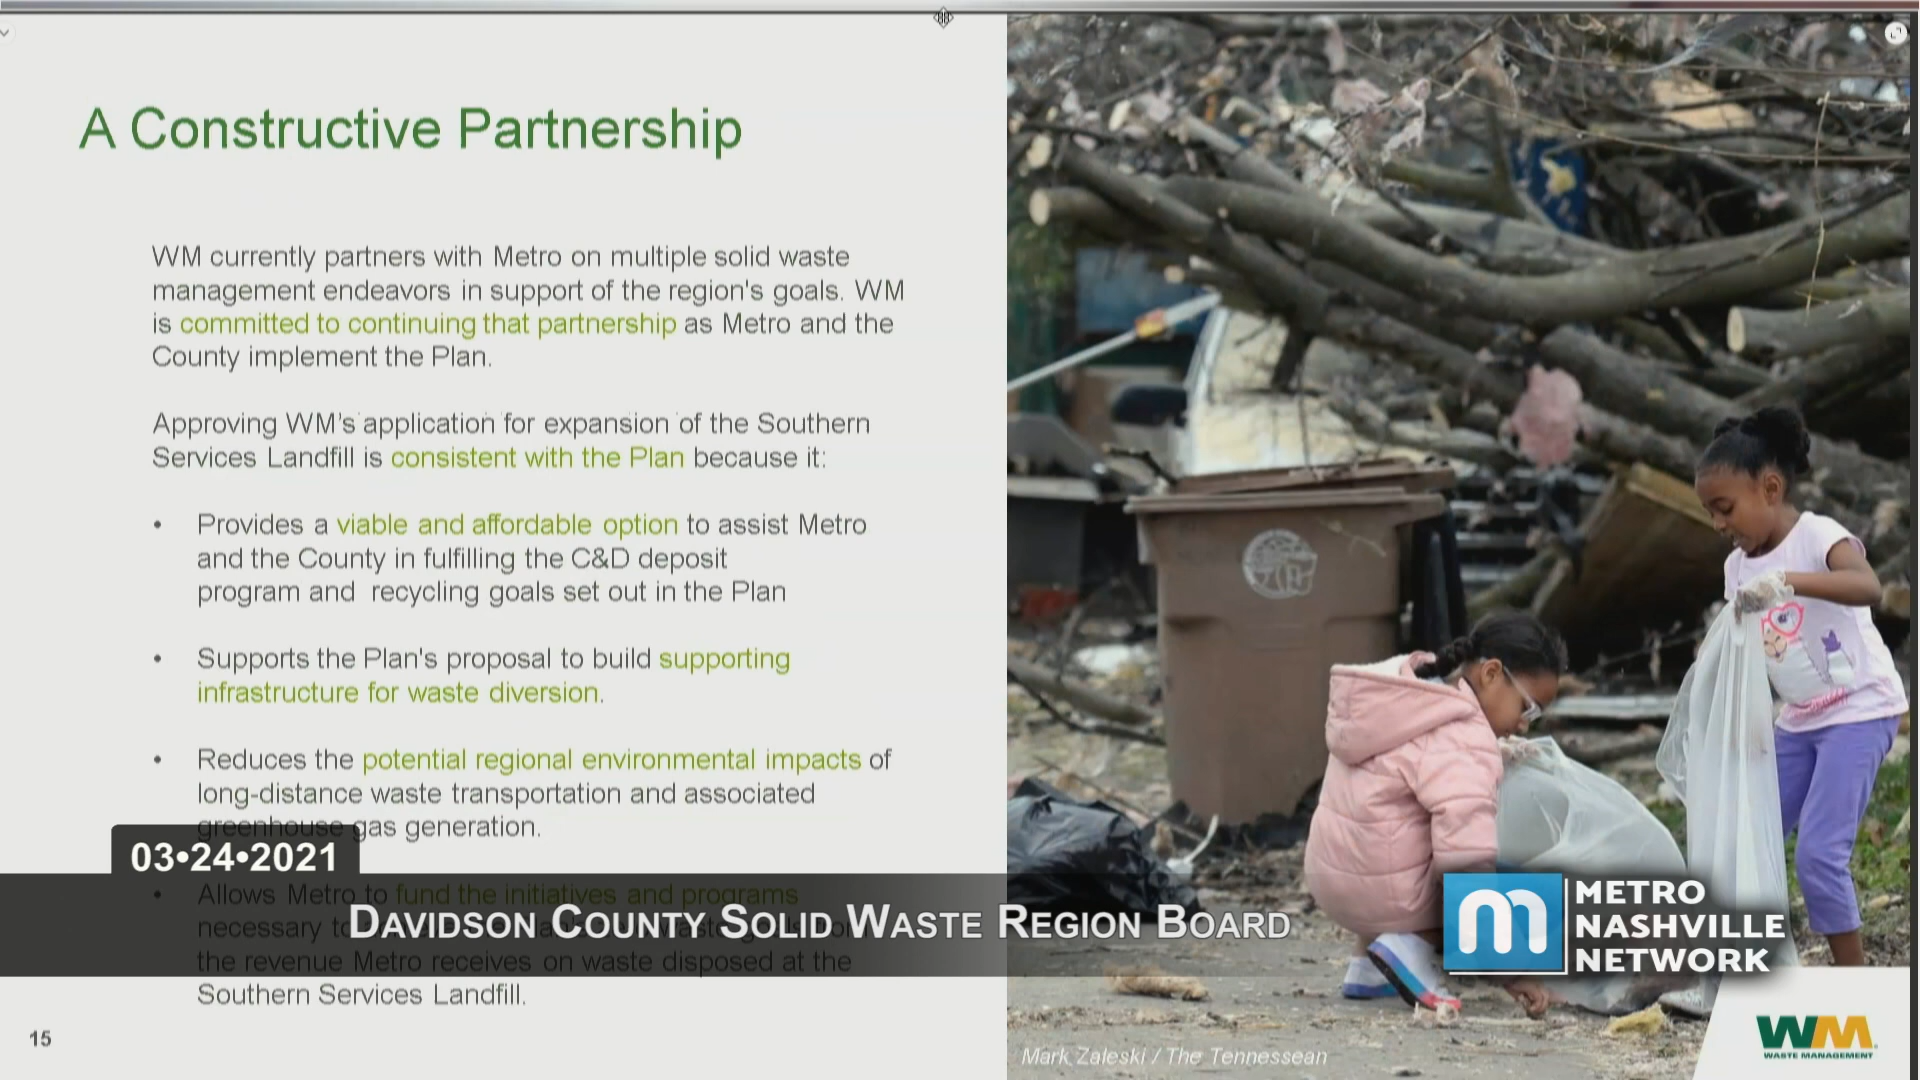 A Constructive Partnership
WM currently partners with Metro on multiple solid waste
management endeavors in support of the region's goals. WM
is committed to continuing that partnership as Metro and the
County implement the Plan.
Approving WM's application for expansion of the Southern
Services Landfill is consistent with the Plan because it:
• Provides a viable and affordable option to assist Metro
and the County in fulfilling the C&D deposit
program and recycling goals set out in the Plan
• Supports the Plan's proposal to build supporting
infrastructure for waste diversion.
• Reduces the potential regional environmental impacts of
long-distance waste transportation and associated
greenhouse gas generation.
• Allows Metro to fund the initiatives and programs
necessary
the revenue Metro receives on waste disposed at the
Southern Services Landfill.
15
03•24•2021
Davidson County Solid Waste Region Board
METRO
NASHVILLE
NETWORK
Mark Zaleski / The Tennessean
WM
WASTE MANAGEMENT